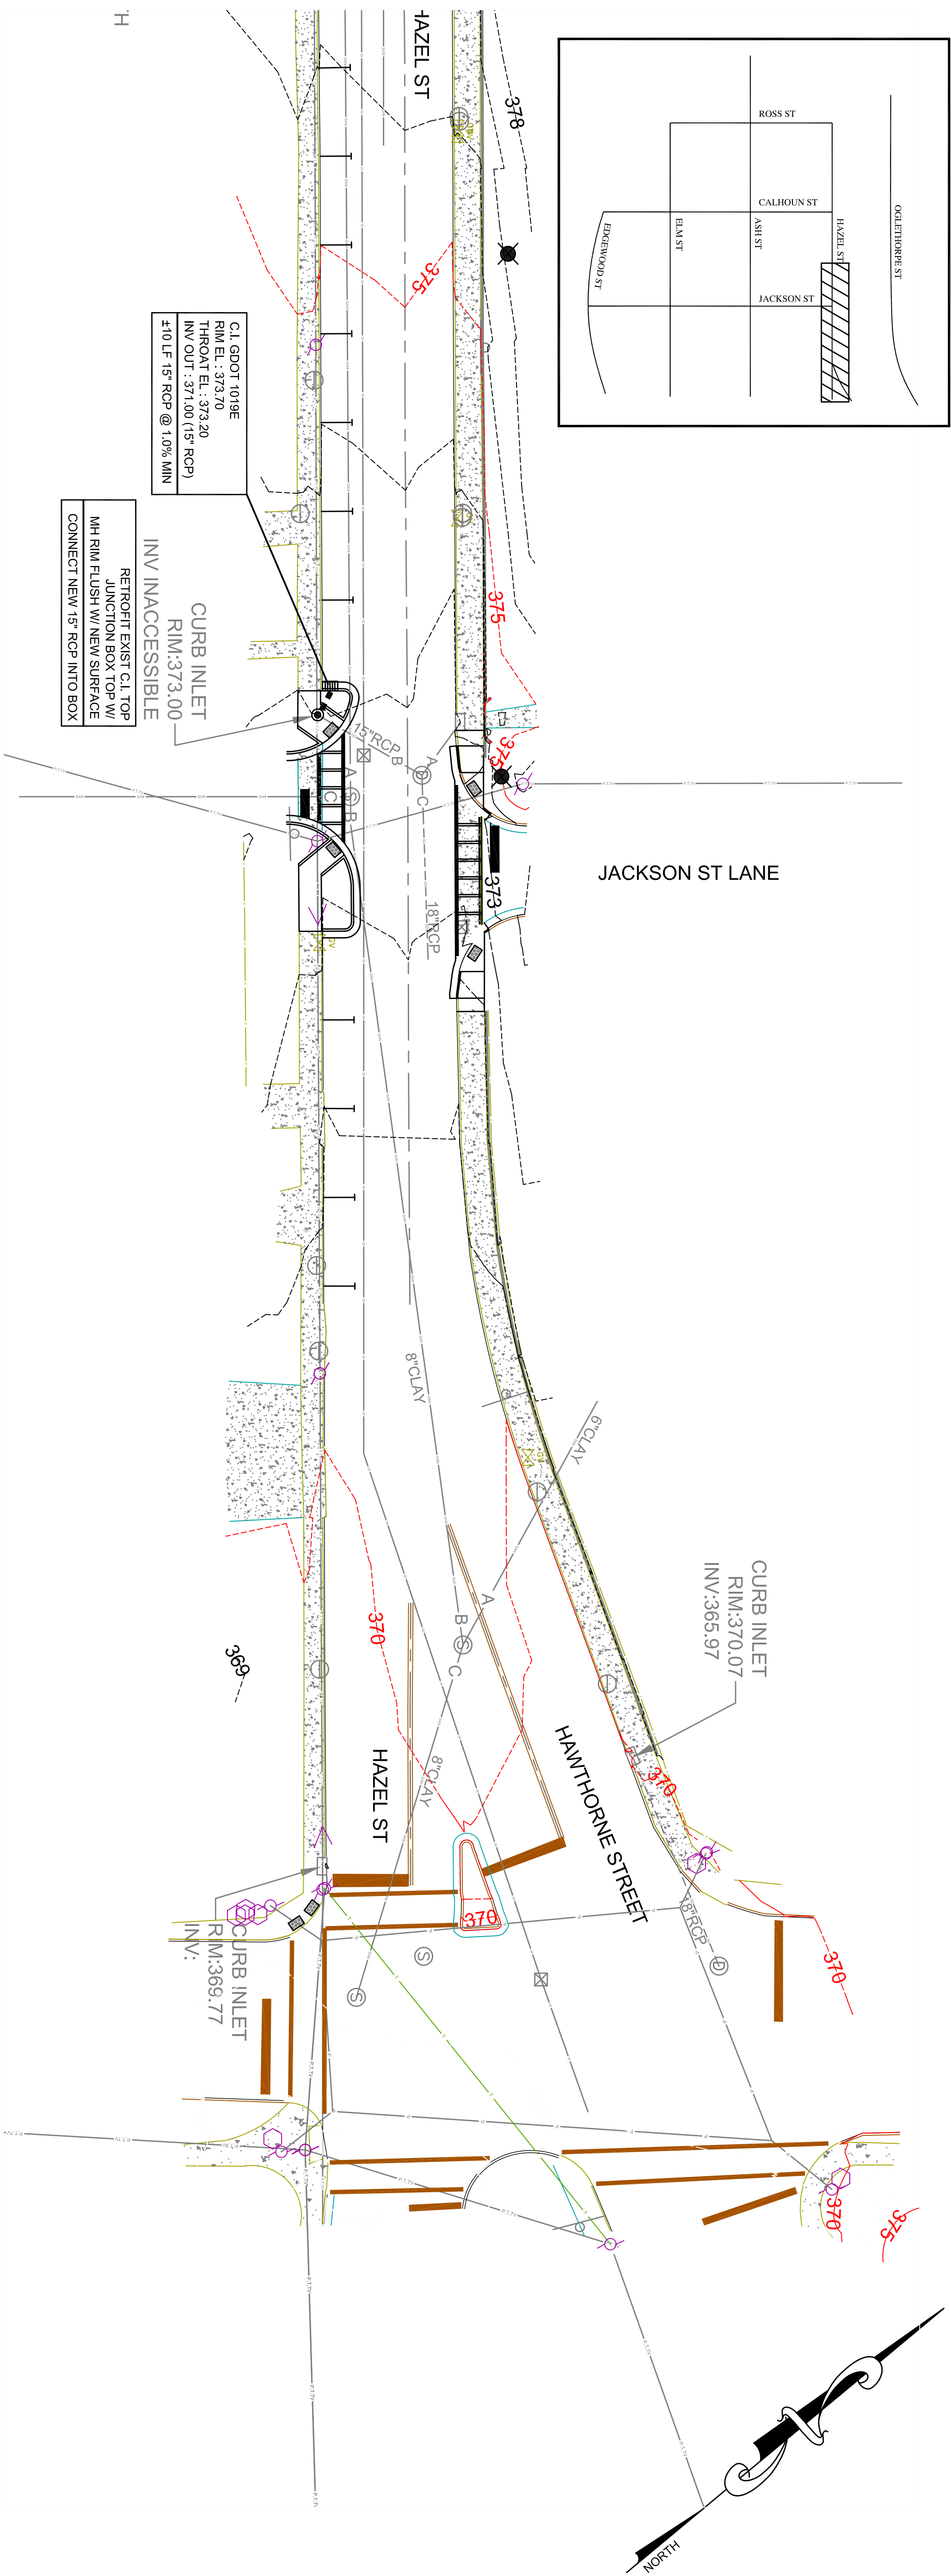 ROSS ST
CALHOUN ST
JACKSON ST
ELM ST
ASH ST
HAZEL ST
EDGEWOOD ST
OGLETHORPE ST
HAZEL ST
H
378
375
C.I. GDOT 1019E
RIM EL : 373.70
THROAT EL : 373.20
INV OUT : 371.00 (15" RCP)
±10 LF 15" RCP @ 1.0% MIN
RETROFIT EXIST C.I. TOP
JUNCTION BOX TOP W/
MH RIM FLUSH W/ NEW SURFACE
CONNECT NEW 15" RCP INTO BOX
CURB INLET
RIM:373.00
INV INACCESSIBLE
375
375
15"RCP
A
B
D
C
A
S
B
C
18"RCP
373
GV
JACKSON ST LANE
8"CLAY
6"CLAY
GV
A
B
S
C
8"CLAY
370
369
CURB INLET
RIM:370.07
INV:365.97
370
HAZEL ST
HAWTHORNE STREET
370
18"RCP
D
370
S
S
CURB INLET
RIM:369.77
INV:
370
375
P,T,TV
NORTH